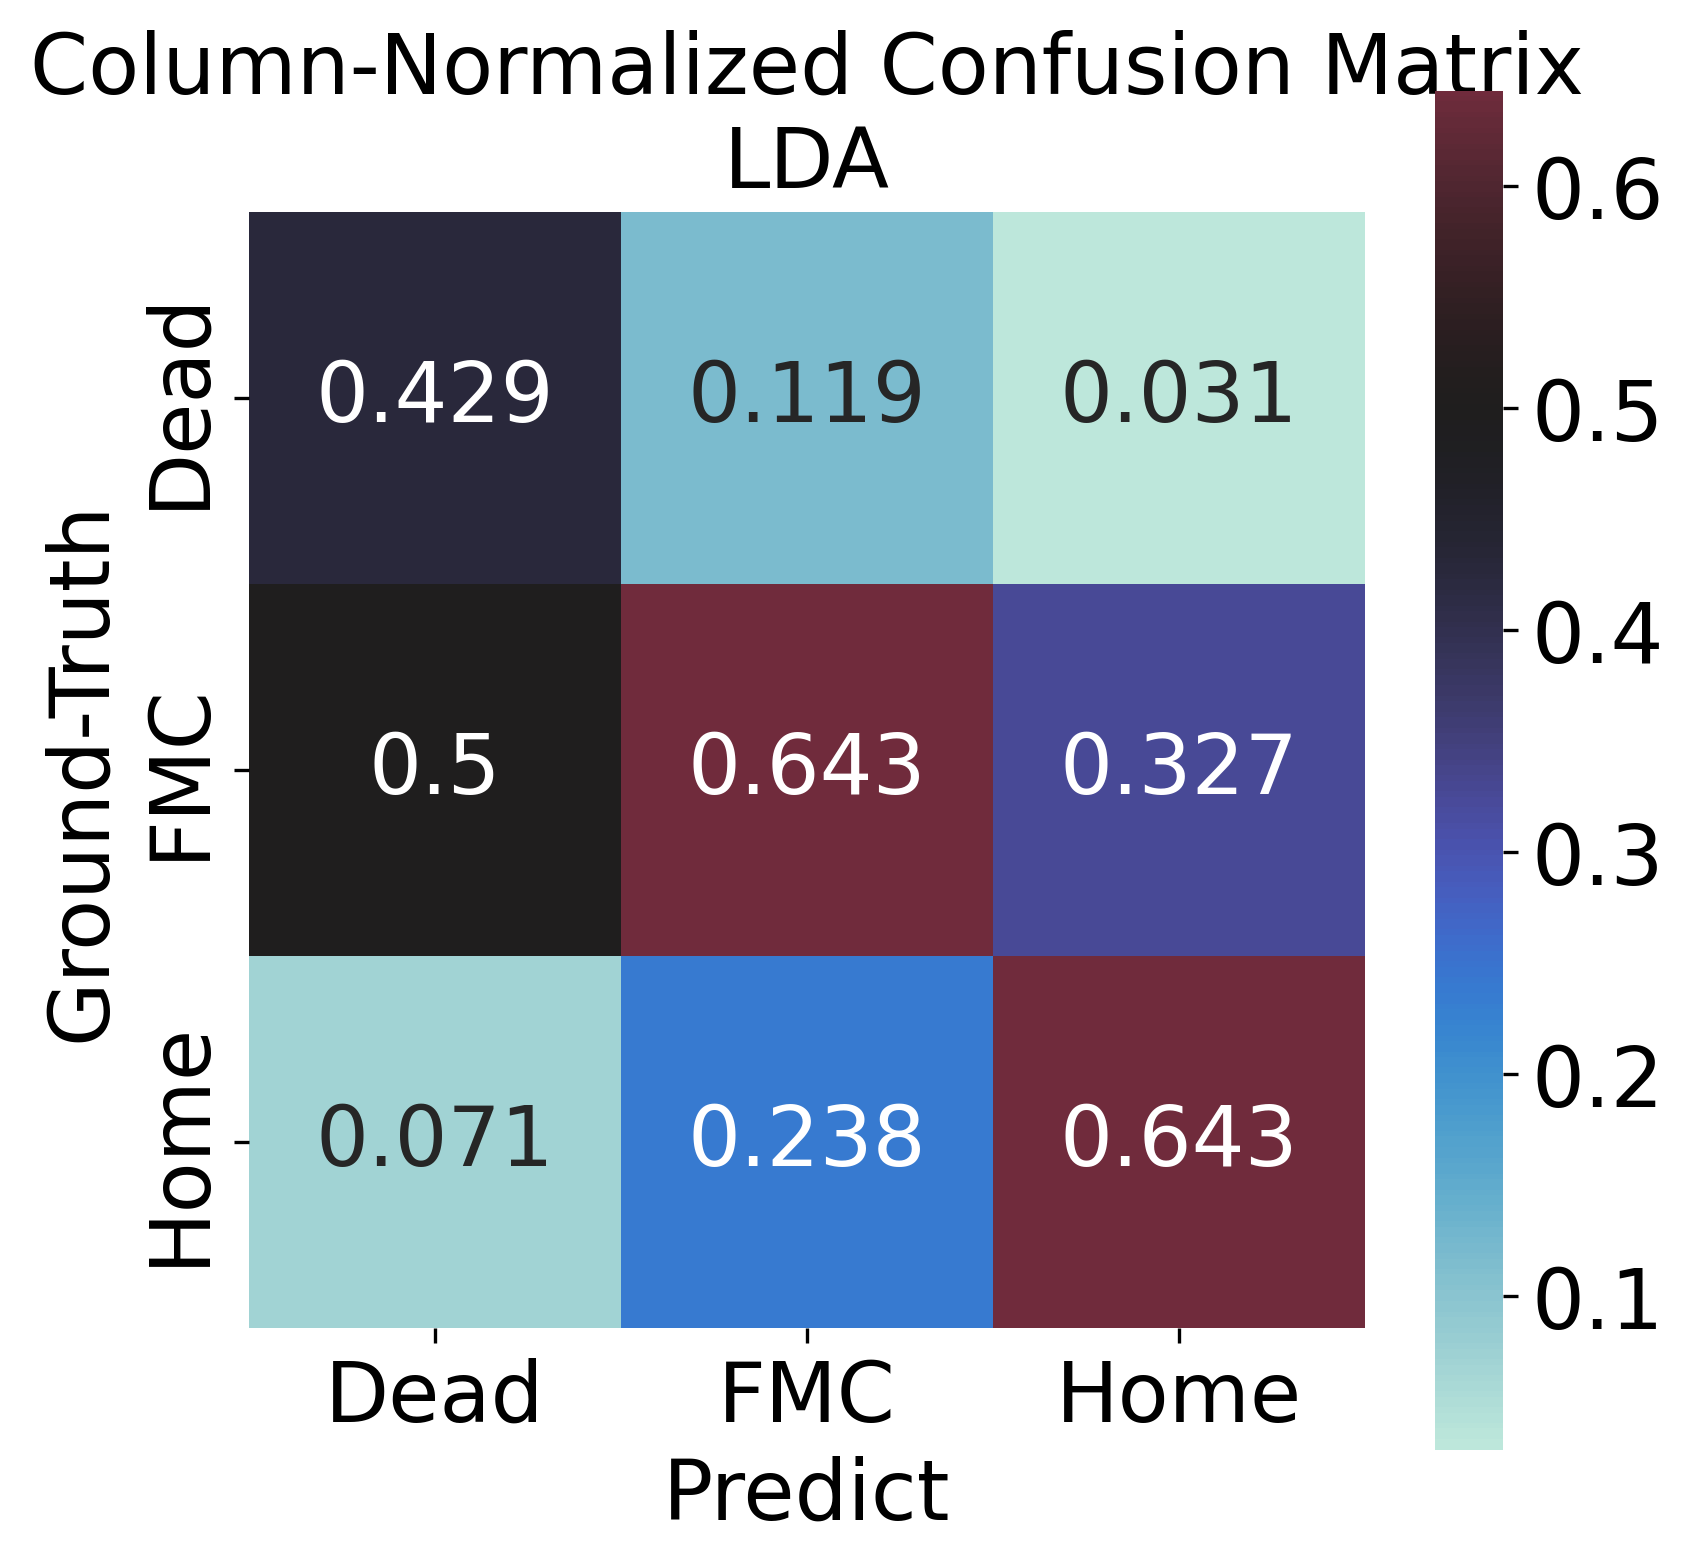 Column-Normalized Confusion Matrix
LDA
Ground-Truth
Dead
0.429 0.119 0.031
FMC
0.5 0.643 0.327
Home
0.071 0.238 0.643
Dead FMC Home
Predict
0.6
0.5
0.4
0.3
0.2
0.1